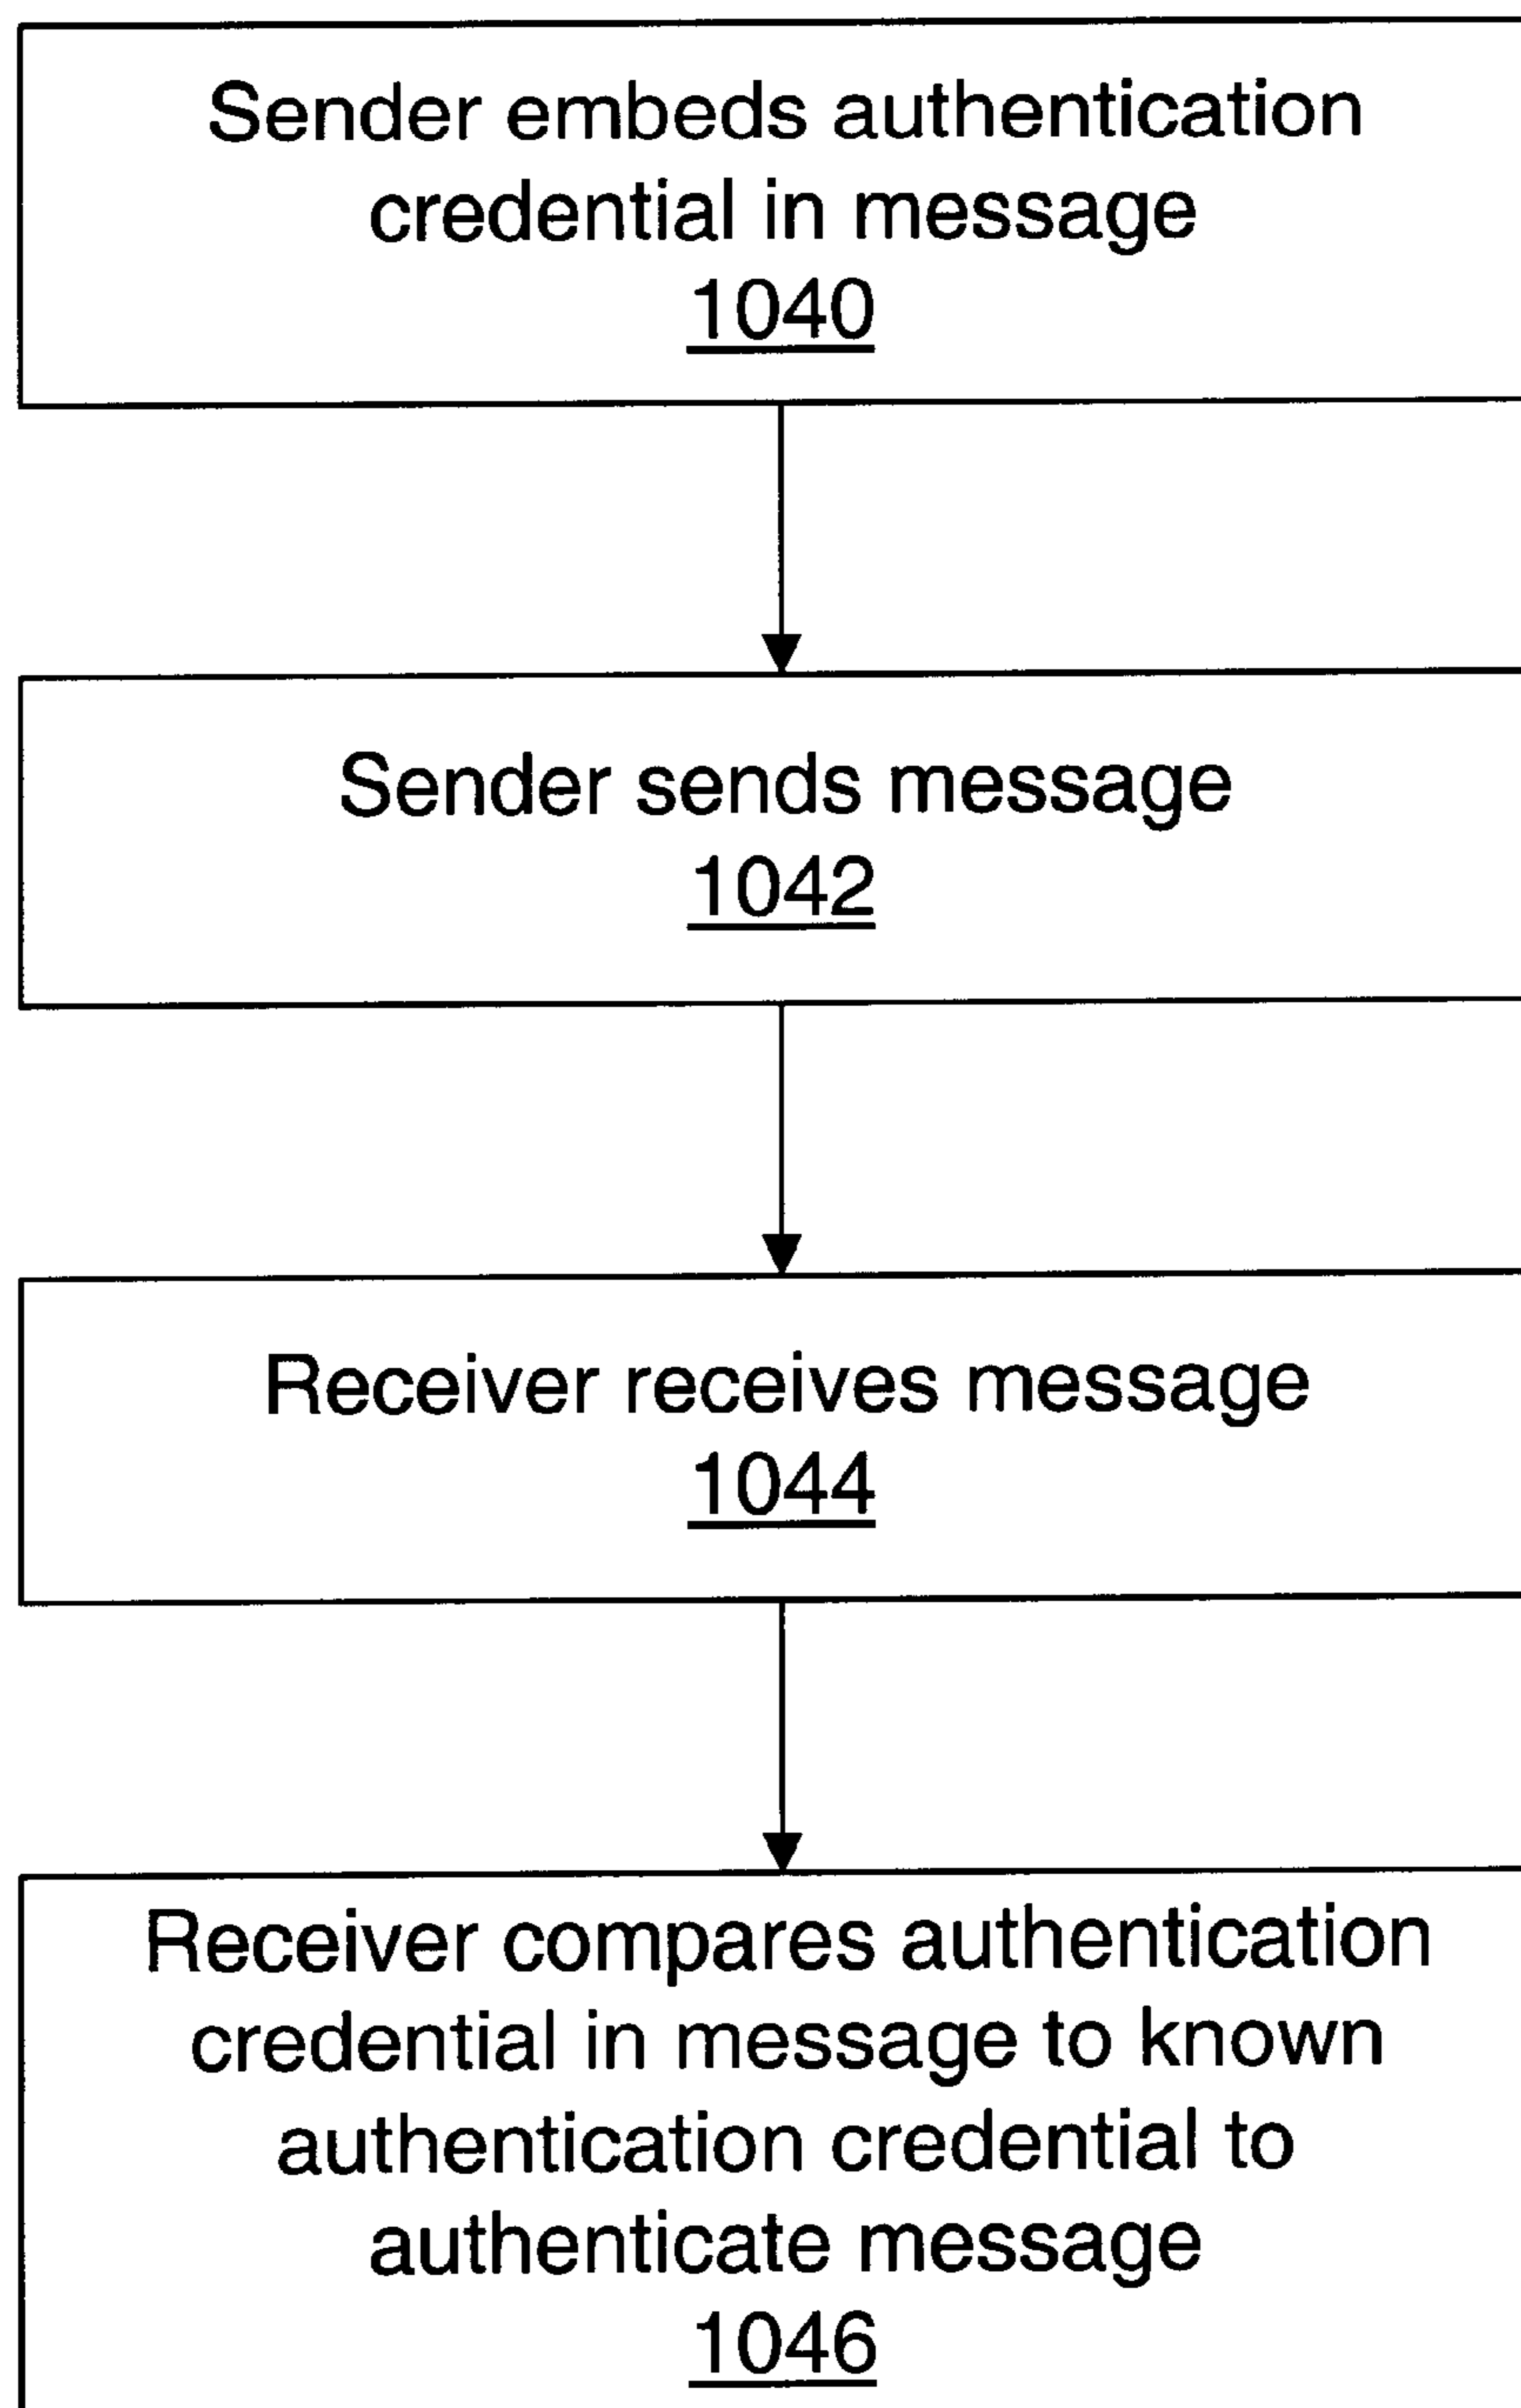 Sender embeds authentication
credential in message
1040
Sender sends message
1042
Receiver receives message
1044
Receiver compares authentication
credential in message to known
authentication credential to
authenticate message
1046